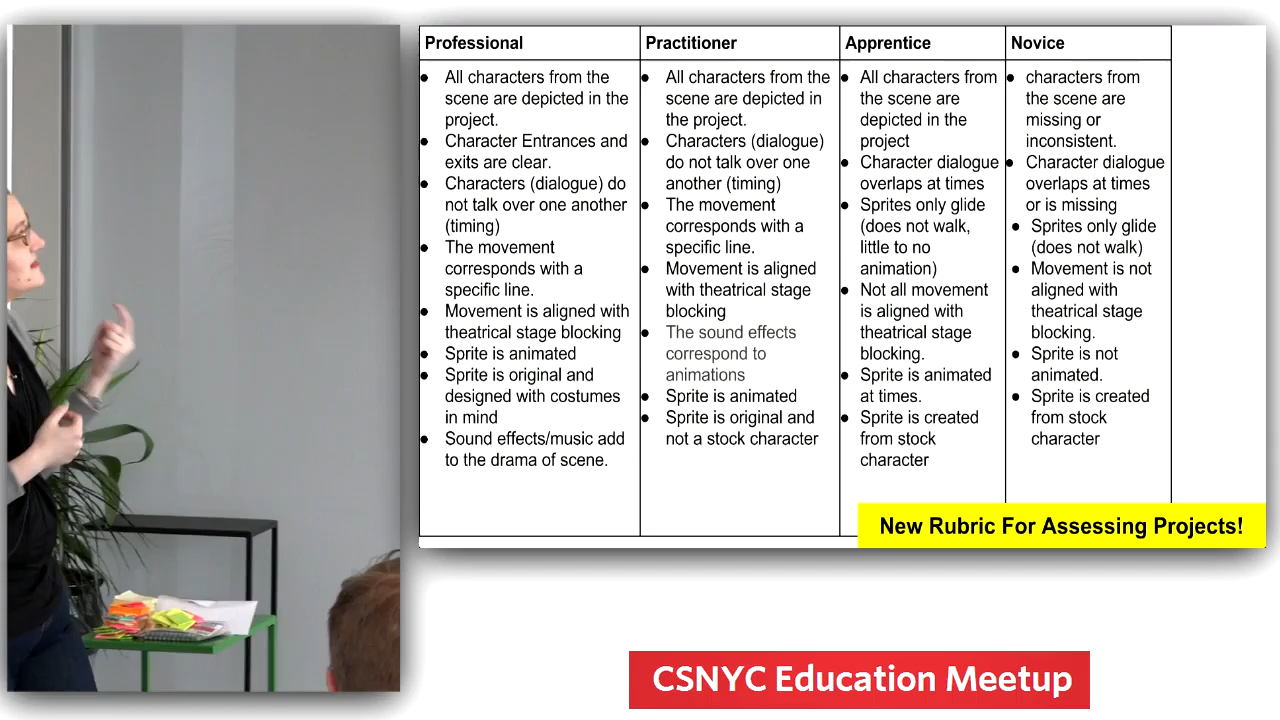 Professional
● All characters from the
scene are depicted in the
project.
● Character Entrances and
exits are clear.
● Characters (dialogue) do
not talk over one another
(timing)
● The movement
corresponds with a
specific line.
● Movement is aligned with
theatrical stage blocking
● Sprite is animated
● Sprite is original and
designed with costumes
in mind
● Sound effects/music add
to the drama of scene.
Practitioner
● All characters from the
scene are depicted in
the project.
● Characters (dialogue)
do not talk over one
another (timing)
● The movement
corresponds with a
specific line.
● Movement is aligned
with theatrical stage
blocking
● The sound effects
correspond to
animations
● Sprite is animated
● Sprite is original and
not a stock character
Apprentice
● All characters from
the scene are
depicted in the
project
● Character dialogue
overlaps at times
● Sprites only glide
(does not walk,
little to no
animation)
● Not all movement
is aligned with
theatrical stage
blocking.
● Sprite is animated
at times.
● Sprite is created
from stock
character
Novice
● characters from
the scene are
missing or
inconsistent.
● Character dialogue
overlaps at times
or is missing
● Sprites only glide
(does not walk)
● Movement is not
aligned with
theatrical stage
blocking.
● Sprite is not
animated.
● Sprite is created
from stock
character
New Rubric For Assessing Projects!
CSNYC Education Meetup